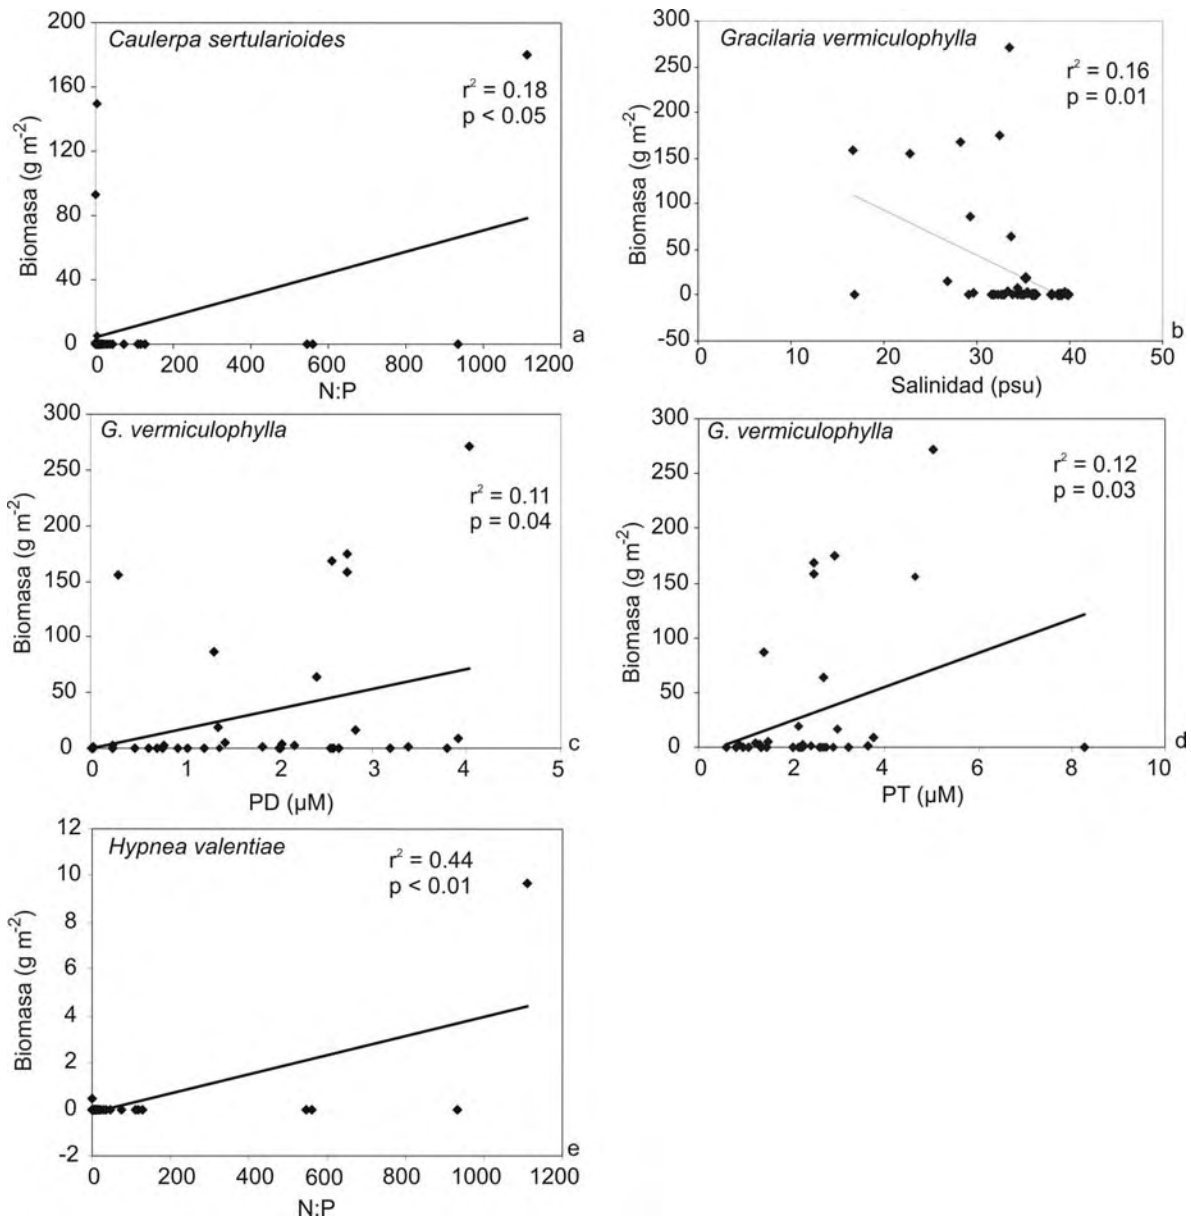 Caulerpa sertularioides
r² = 0.18
p < 0.05
Biomasa (g m⁻²)
200
160
120
80
40
0
0 200 400 600 800 1000 1200
N:P
a
Gracilaria vermiculophylla
r² = 0.16
p = 0.01
Biomasa (g m⁻²)
300
250
200
150
100
50
0
-50
0 10 20 30 40 50
Salinidad (psu)
b
G. vermiculophylla
r² = 0.11
p = 0.04
Biomasa (g m⁻²)
300
250
200
150
100
50
0
0 1 2 3 4 5
PD (µM)
c
G. vermiculophylla
r² = 0.12
p = 0.03
Biomasa (g m⁻²)
300
250
200
150
100
50
0
0 2 4 6 8 10
PT (µM)
d
Hypnea valentiae
r² = 0.44
p < 0.01
Biomasa (g m⁻²)
12
10
8
6
4
2
0
-2
0 200 400 600 800 1000 1200
N:P
e